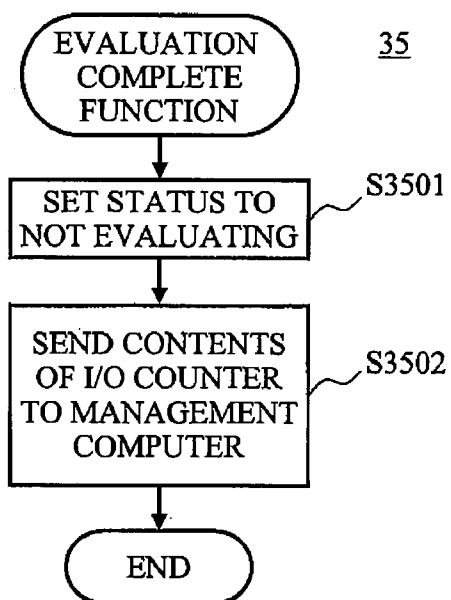 EVALUATION
COMPLETE
FUNCTION
35
SET STATUS TO
NOT EVALUATING
S3501
SEND CONTENTS
OF I/O COUNTER
TO MANAGEMENT
COMPUTER
S3502
END